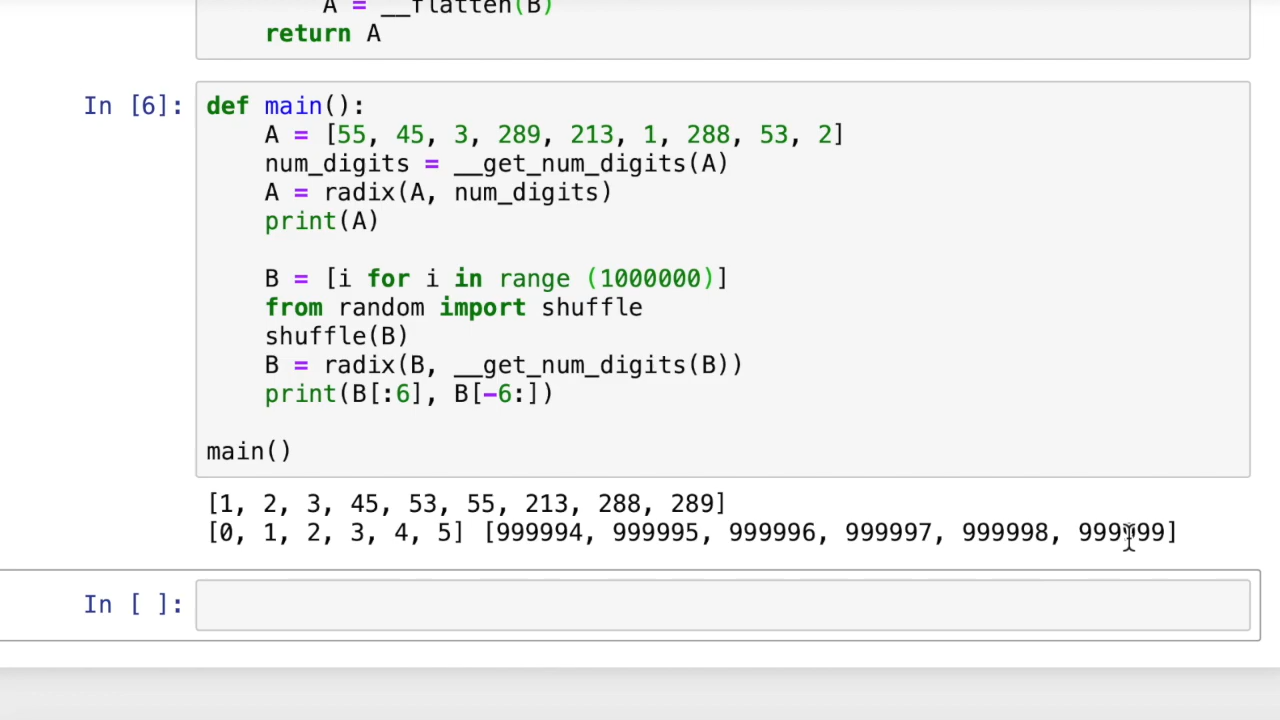 A = __flatten(B)
return A
In [6]:
def main():
A = [55, 45, 3, 289, 213, 1, 288, 53, 2]
num_digits = __get_num_digits(A)
A = radix(A, num_digits)
print(A)
B = [i for i in range (1000000)]
from random import shuffle
shuffle(B)
B = radix(B, __get_num_digits(B))
print(B[:6], B[-6:])
main()
[1, 2, 3, 45, 53, 55, 213, 288, 289]
[0, 1, 2, 3, 4, 5] [999994, 999995, 999996, 999997, 999998, 999999]
In [ ]: